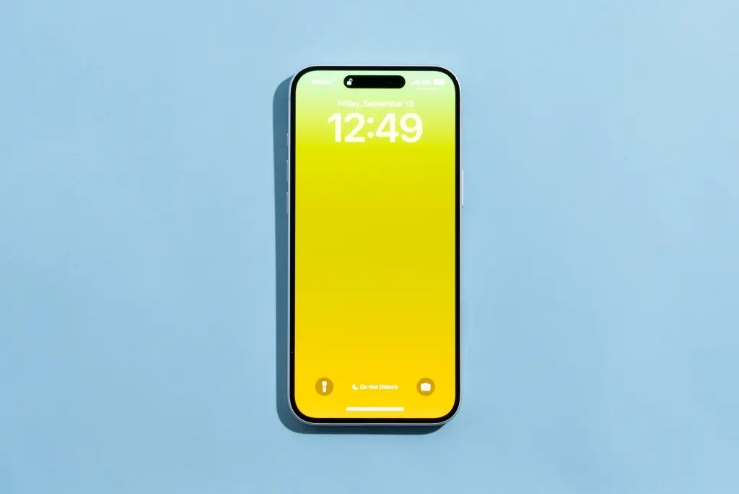 Friday, September 13
12:49
Do Not Disturb